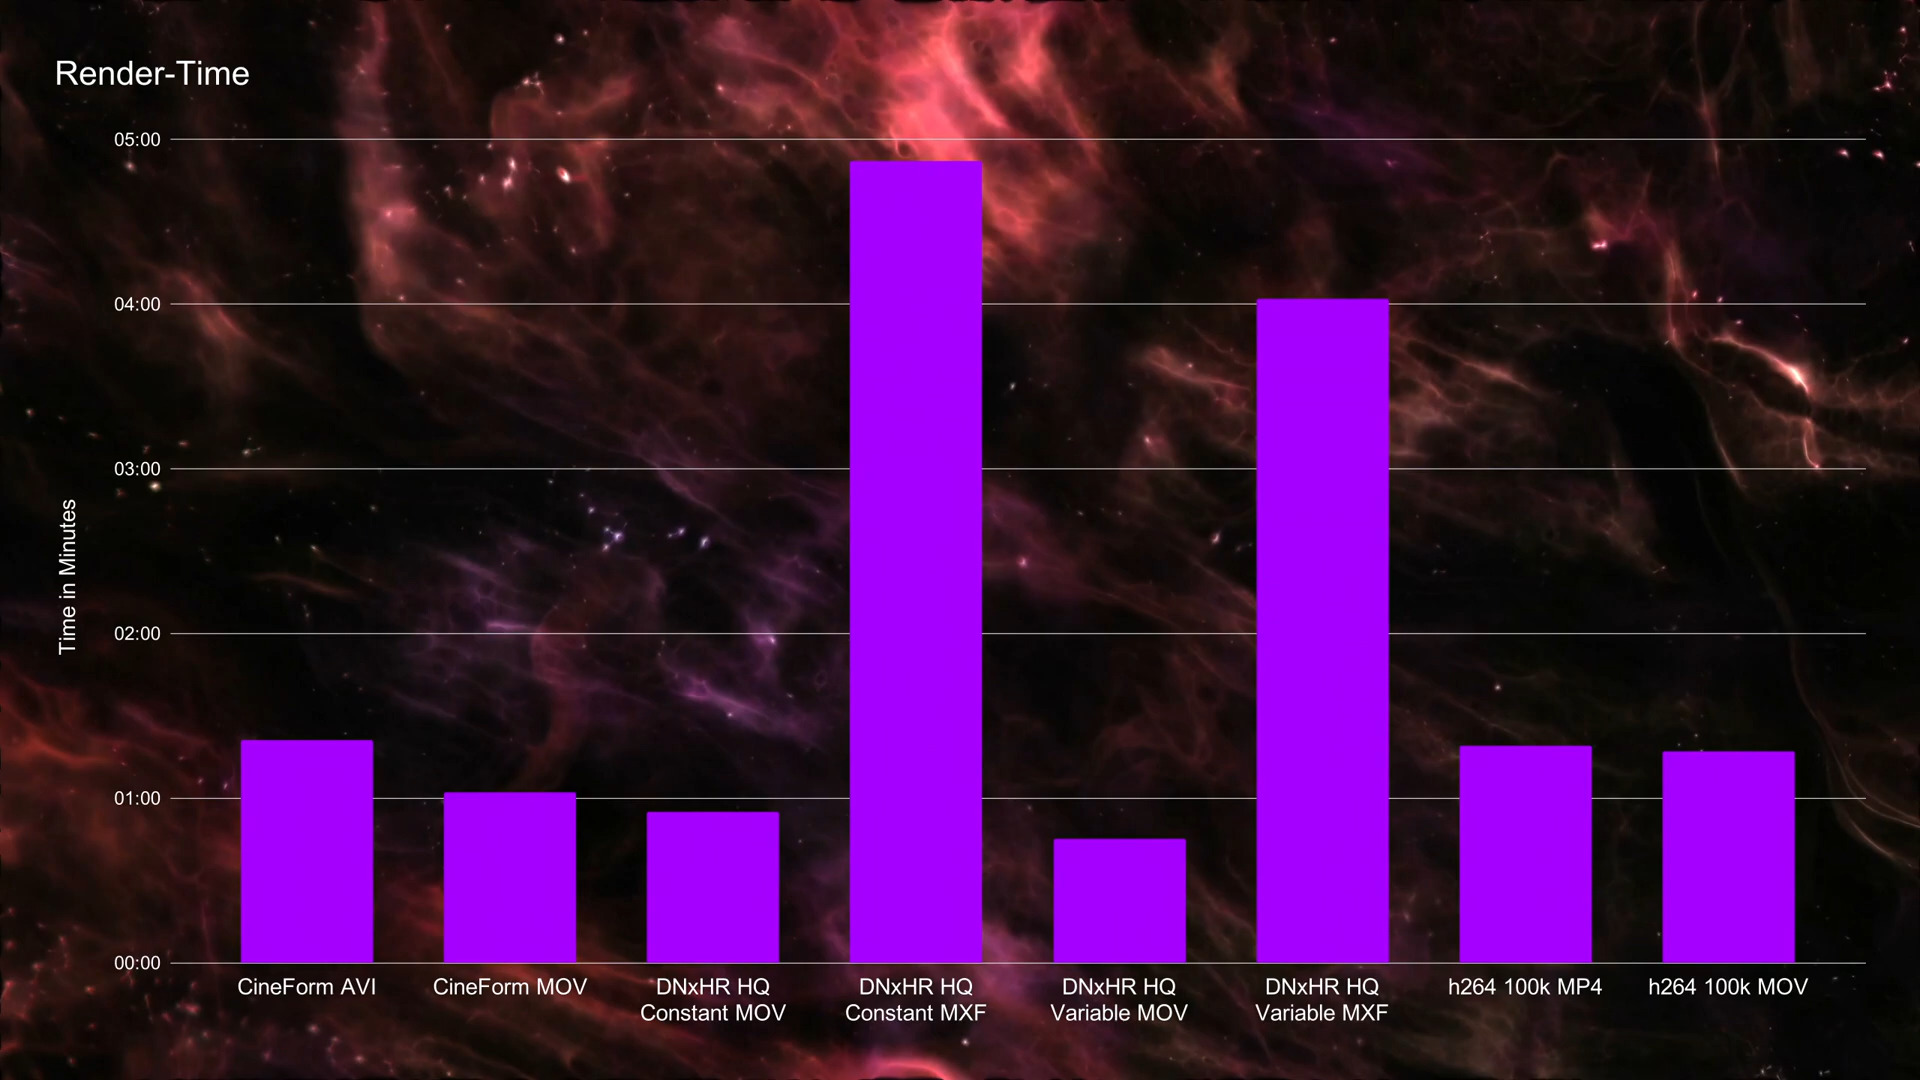 Render-Time
05:00
04:00
03:00
02:00
01:00
00:00
Time in Minutes
CineForm AVI
CineForm MOV
DNxHR HQ
Constant MOV
DNxHR HQ
Constant MXF
DNxHR HQ
Variable MOV
DNxHR HQ
Variable MXF
h264 100k MP4
h264 100k MOV